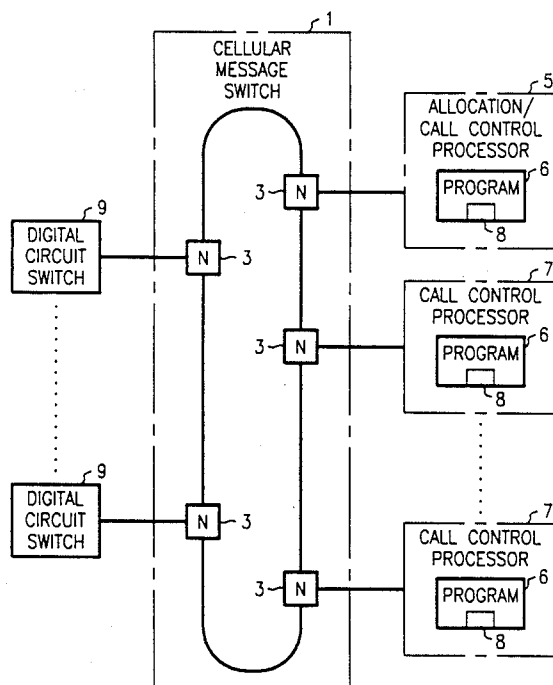 1
CELLULAR
MESSAGE
SWITCH
5
ALLOCATION/
CALL CONTROL
PROCESSOR
6
PROGRAM
8
3
N
9
DIGITAL
CIRCUIT
SWITCH
N
3
7
CALL CONTROL
PROCESSOR
6
PROGRAM
8
3
N
9
DIGITAL
CIRCUIT
SWITCH
N
3
7
CALL CONTROL
PROCESSOR
6
PROGRAM
8
3
N